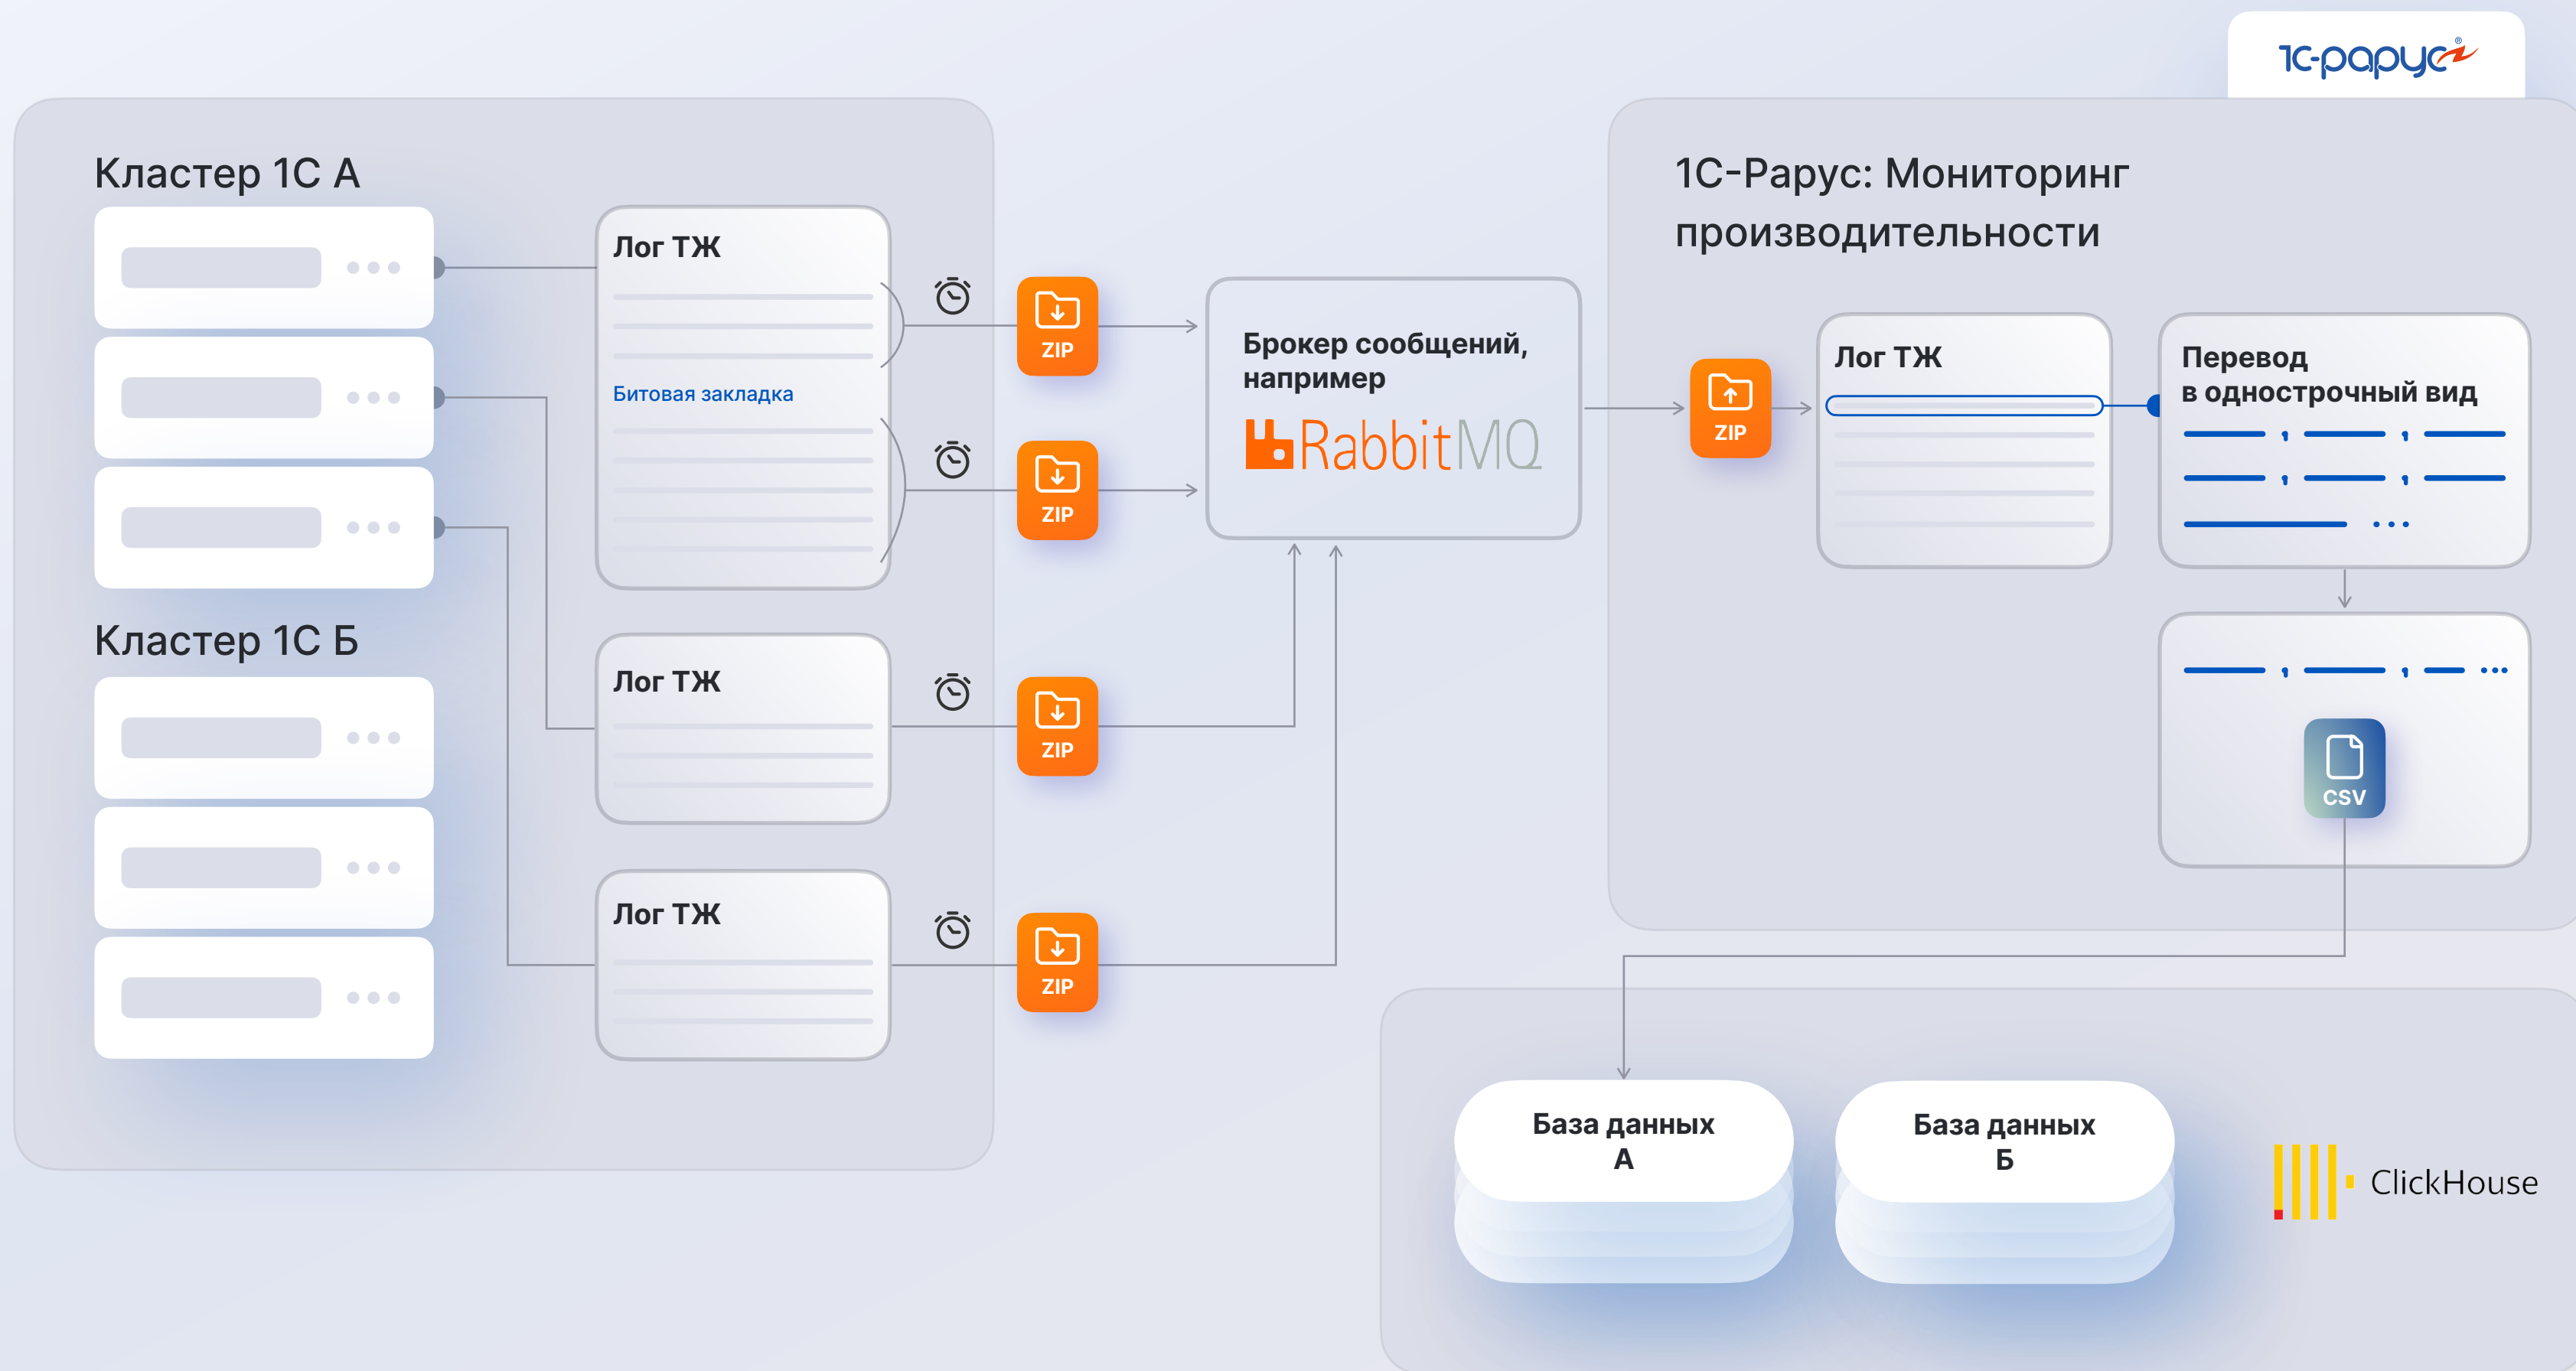 1С-рарус®
Кластер 1С А
Лог ТЖ
Битовая закладка
ZIP
ZIP
Брокер сообщений,
например
RabbitMQ
1С-Рарус: Мониторинг
производительности
ZIP
Лог ТЖ
Перевод
в однострочный вид
CSV
Кластер 1С Б
Лог ТЖ
ZIP
Лог ТЖ
ZIP
База данных
А
База данных
Б
ClickHouse